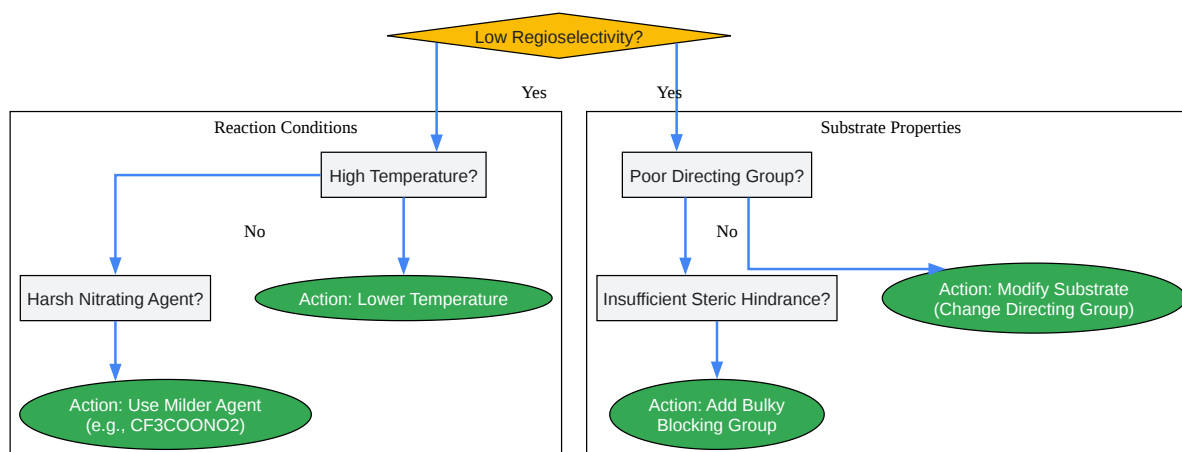 Low Regioselectivity?
Yes
Yes
Reaction Conditions
Substrate Properties
High Temperature?
Poor Directing Group?
No
No
Harsh Nitrating Agent?
Action: Lower Temperature
Insufficient Steric Hindrance?
Action: Modify Substrate
(Change Directing Group)
Action: Use Milder Agent
(e.g., CF3COONO2)
Action: Add Bulky
Blocking Group